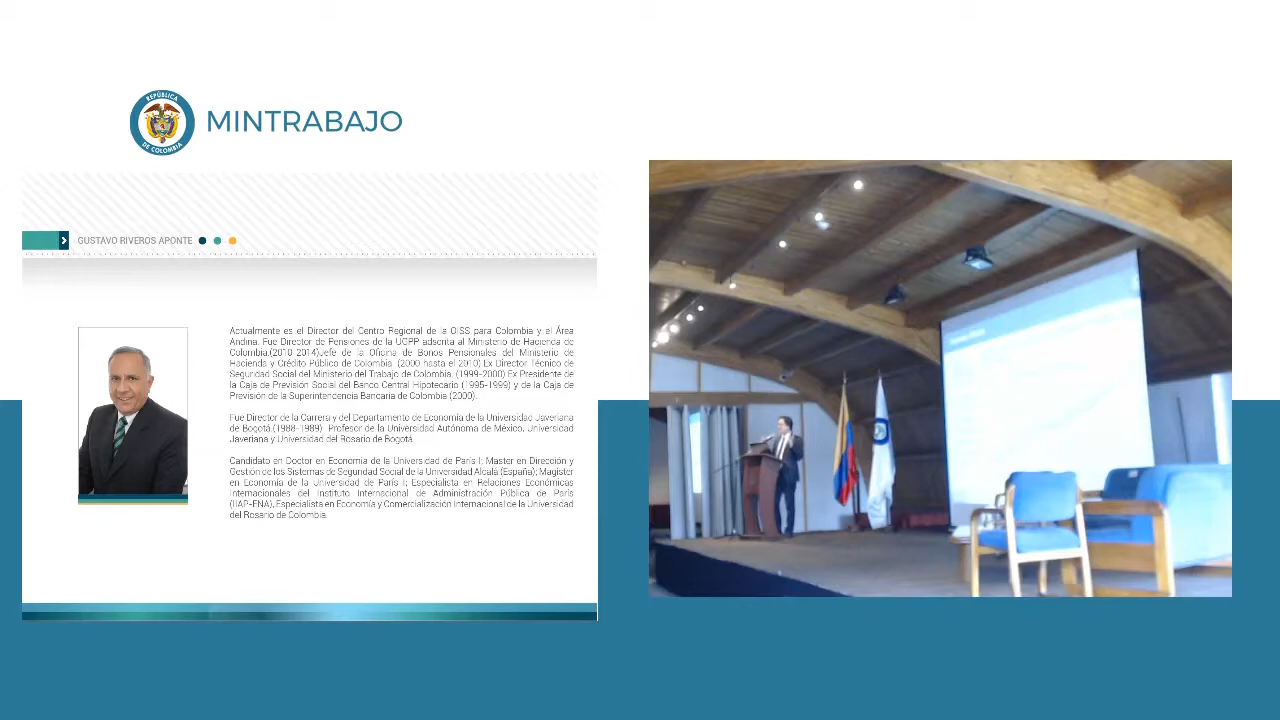 REPÚBLICA
DE COLOMBIA
MINTRABAJO
GUSTAVO RIVEROS APONTE
Actualmente es el Director del Centro Regional de la OISS para Colombia y el Área
Andina. Fue Director de Pensiones de la UGPP adscrita al Ministerio de Hacienda de
Colombia.(2010-2014)Jefe de la Oficina de Bonos Pensionales del Ministerio de
Hacienda y Crédito Público de Colombia. (2000 hasta el 2010) Ex Director Técnico de
Seguridad Social del Ministerio del Trabajo de Colombia. (1999-2000) Ex Presidente de
la Caja de Previsión Social del Banco Central Hipotecario (1995-1999) y de la Caja de
Previsión de la Superintendencia Bancaria de Colombia (2000).
Fue Director de la Carrera y del Departamento de Economía de la Universidad Javeriana
de Bogotá.(1988-1989) Profesor de la Universidad Autónoma de México, Universidad
Javeriana y Universidad del Rosario de Bogotá.
Candidato en Doctor en Economía de la Universidad de París I; Master en Dirección y
Gestión de los Sistemas de Seguridad Social de la Universidad Alcalá (España); Magister
en Economía de la Universidad de París I; Especialista en Relaciones Económicas
Internacionales del Instituto Internacional de Administración Pública de París
(IIAP-ENA), Especialista en Economía y Comercialización internacional de la Universidad
del Rosario de Colombia.